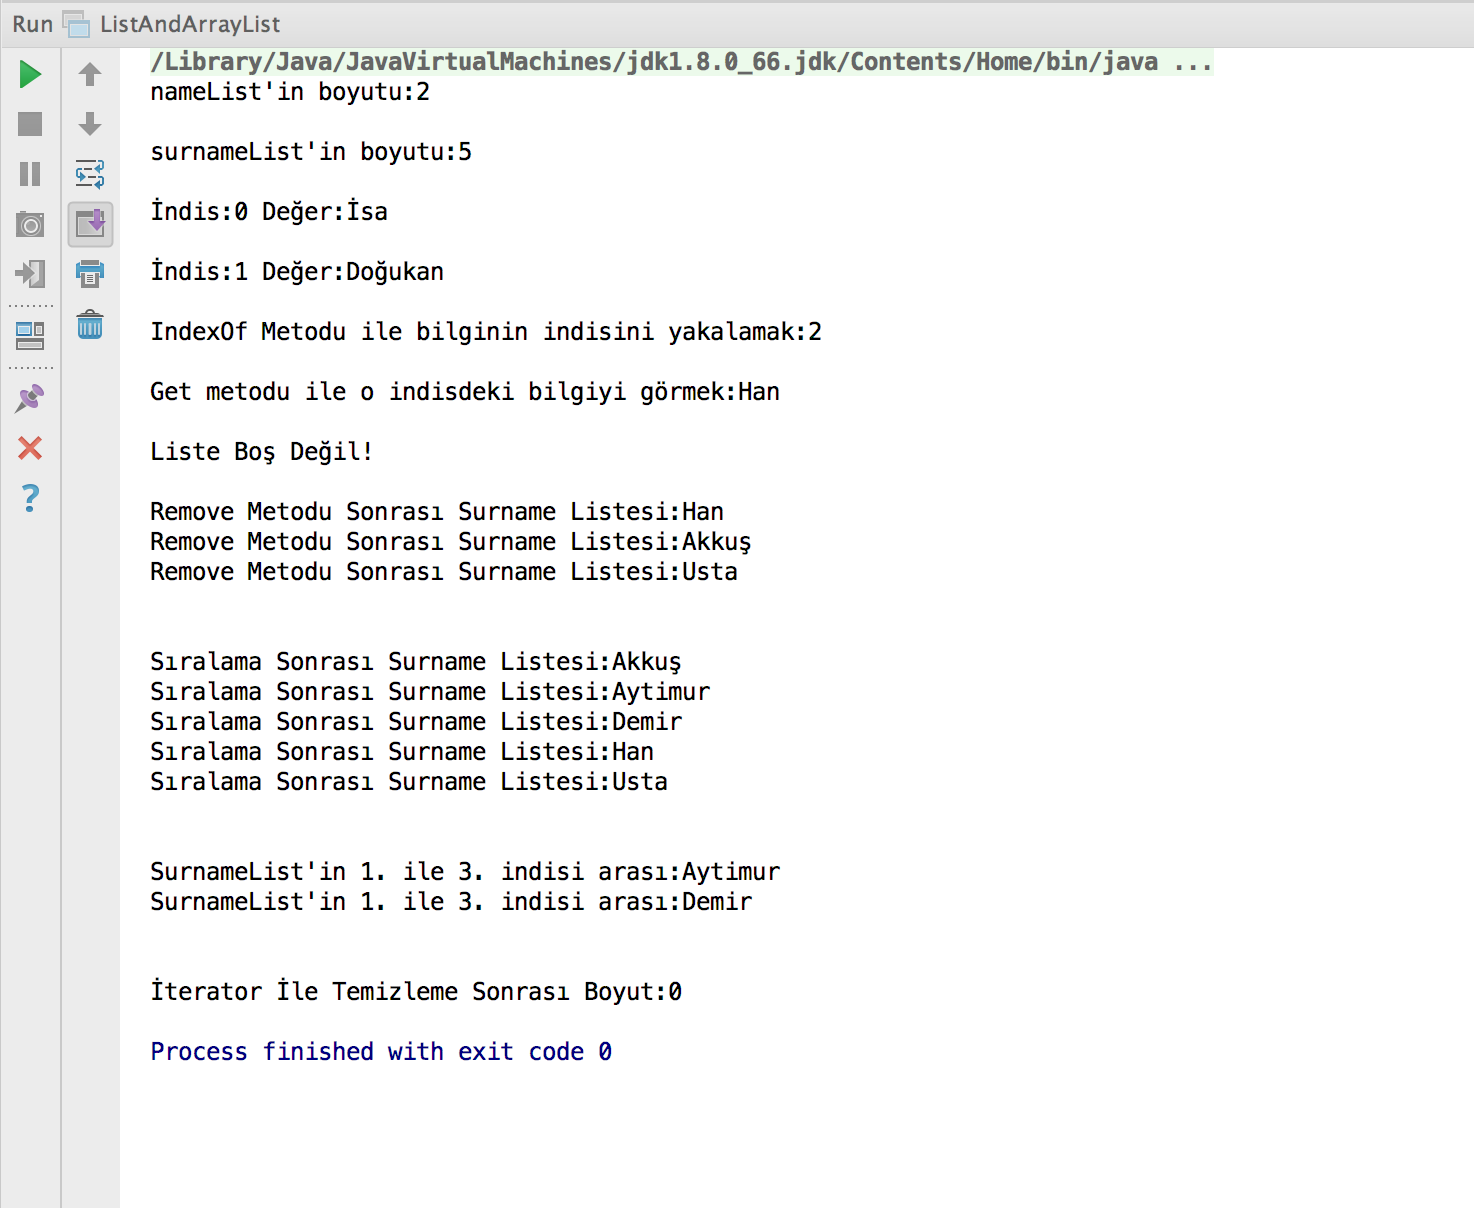 Run ListAndArrayList
/Library/Java/JavaVirtualMachines/jdk1.8.0_66.jdk/Contents/Home/bin/java ...
nameList'in boyutu:2
surnameList'in boyutu:5
İndis:0 Değer:İsa
İndis:1 Değer:Doğukan
IndexOf Metodu ile bilginin indisini yakalamak:2
Get metodu ile o indisdeki bilgiyi görmek:Han
Liste Boş Değil!
Remove Metodu Sonrası Surname Listesi:Han
Remove Metodu Sonrası Surname Listesi:Akkuş
Remove Metodu Sonrası Surname Listesi:Usta
Sıralama Sonrası Surname Listesi:Akkuş
Sıralama Sonrası Surname Listesi:Aytimur
Sıralama Sonrası Surname Listesi:Demir
Sıralama Sonrası Surname Listesi:Han
Sıralama Sonrası Surname Listesi:Usta
SurnameList'in 1. ile 3. indisi arası:Aytimur
SurnameList'in 1. ile 3. indisi arası:Demir
İterator İle Temizleme Sonrası Boyut:0
Process finished with exit code 0